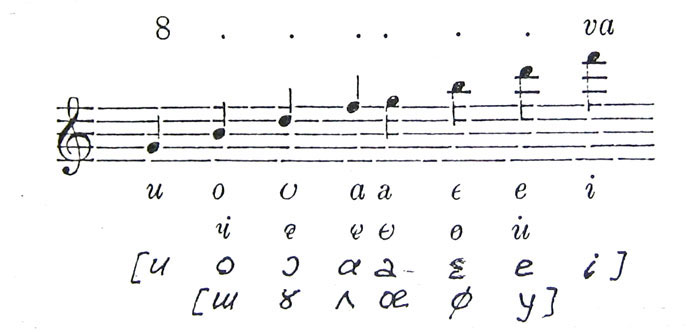 8 . . . . . . va
u o υ a a ϵ e i
ɵ u̇
[u o ɔ ɑ a ɛ e i]
[ɯ ɤ ʌ œ ø y]